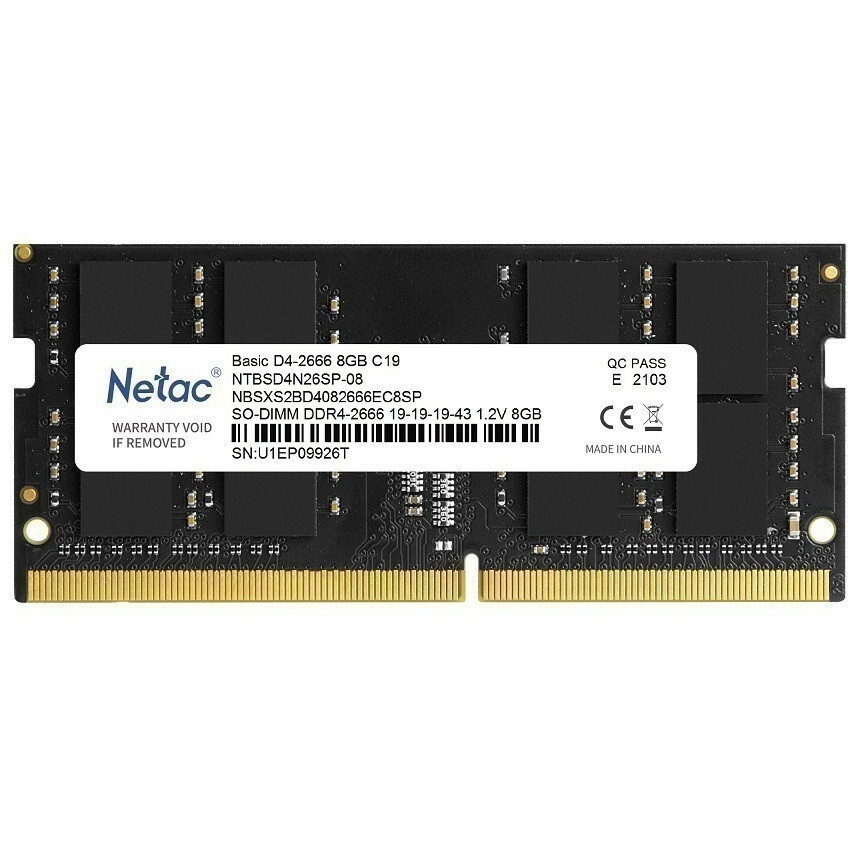 Netac®
WARRANTY VOID
IF REMOVED
Basic D4-2666 8GB C19
NTBSD4N26SP-08
NBSXS2BD4082666EC8SP
SO-DIMM DDR4-2666 19-19-19-43 1.2V 8GB
SN:U1EP09926T
QC PASS
E 2103
CE
MADE IN CHINA